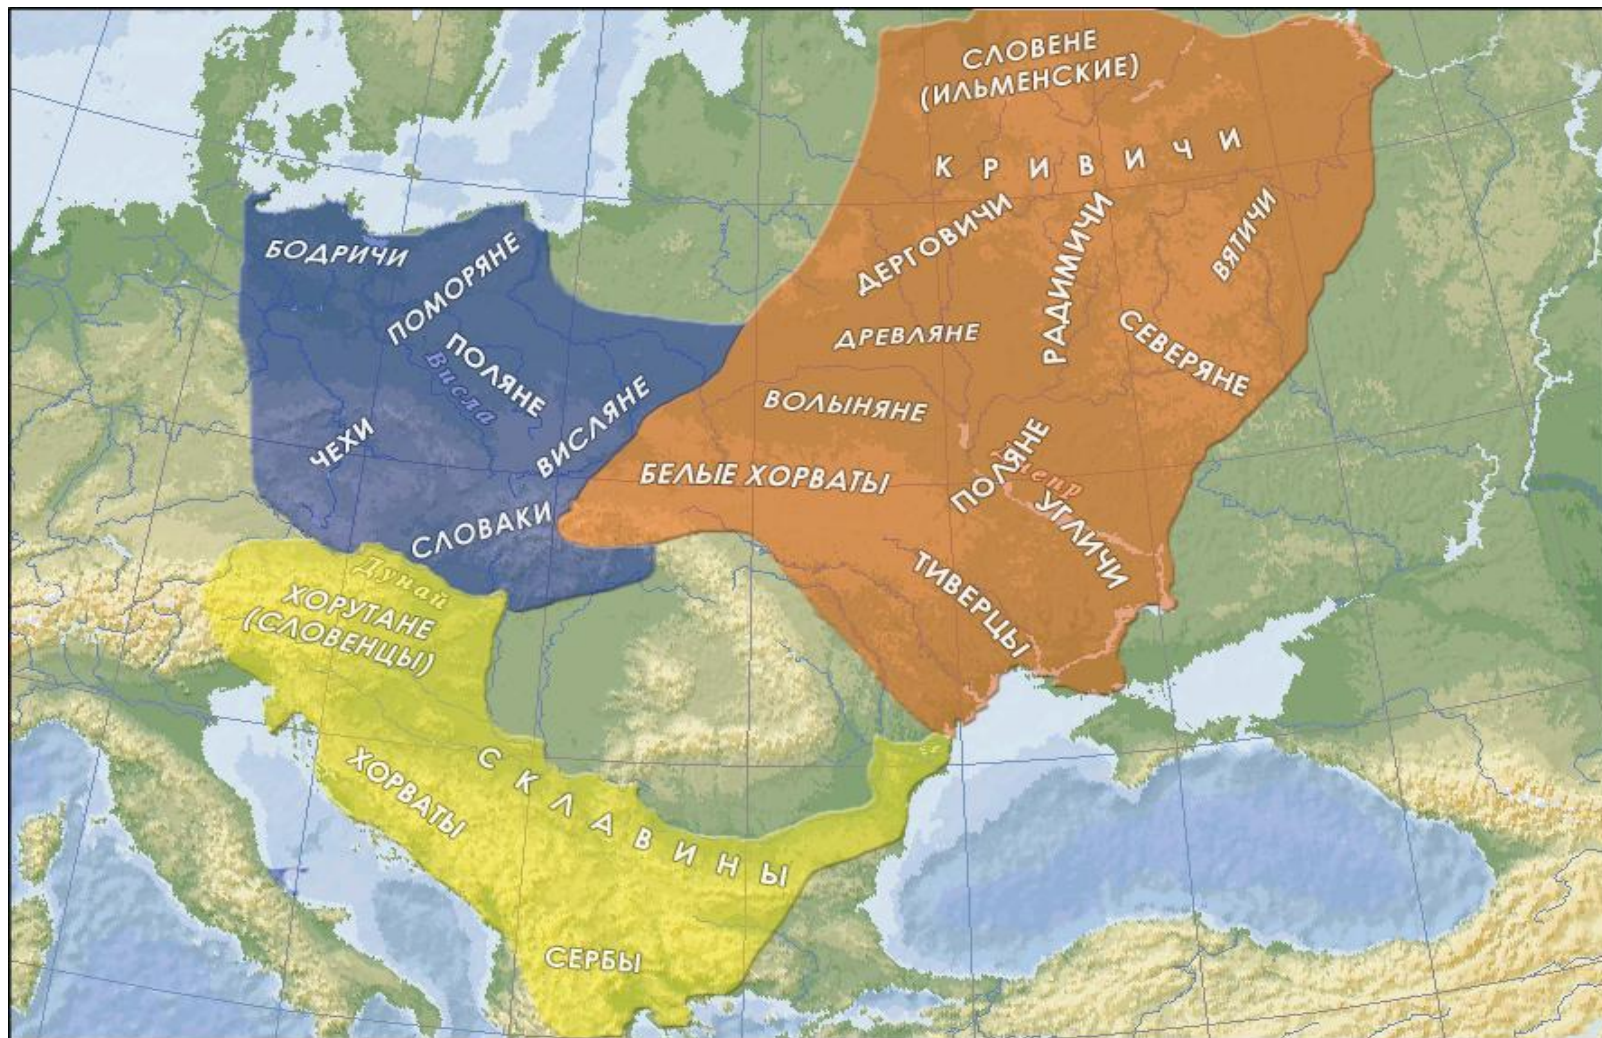 СЛОВЕНЕ
(ИЛЬМЕНСКИЕ)
КРИВИЧИ
ДЕРГОВИЧИ
РАДИМИЧИ
ВЯТИЧИ
БОДРИЧИ
ПОМОРЯНЕ
ПОЛЯНЕ
Висла
ДРЕВЛЯНЕ
СЕВЕРЯНЕ
ВОЛЫНЯНЕ
ВИСЛЯНЕ
ЧЕХИ
БЕЛЫЕ ХОРВАТЫ
ПОЛЯНЕ
Днепр
УГЛИЧИ
СЛОВАКИ
ТИВЕРЦЫ
Дунай
ХОРУТАНЕ
(СЛОВЕНЦЫ)
СКЛАВИНЫ
ХОРВАТЫ
СЕРБЫ